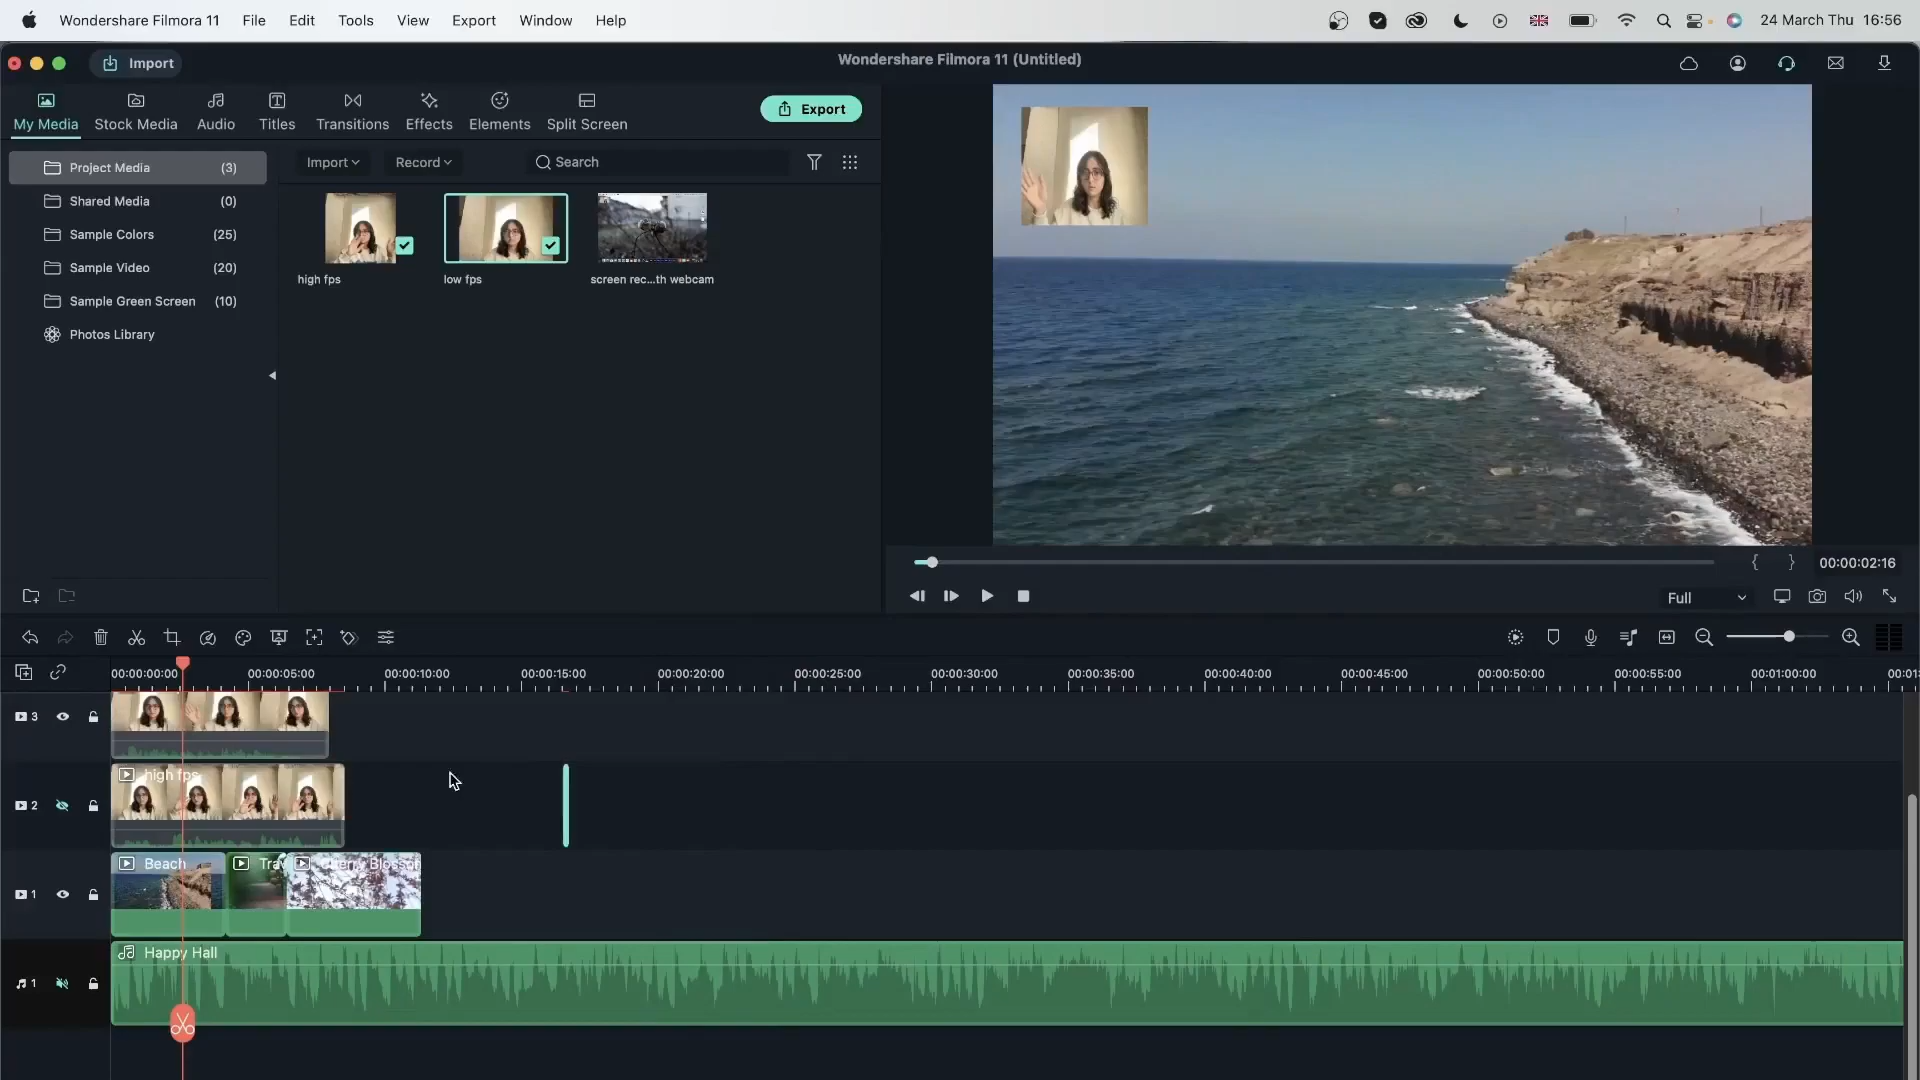 Wondershare Filmora 11 File Edit Tools View Export Window Help 24 March Thu 16:56
Import Wondershare Filmora 11 (Untitled)
My Media Stock Media Audio Titles Transitions Effects Elements Split Screen Export
Project Media (3)
Shared Media (0)
Sample Colors (25)
Sample Video (20)
Sample Green Screen (10)
Photos Library
Import Record Search
high fps low fps screen rec...th webcam
{ } 00:00:02:16
Full
00:00:00:00 00:00:05:00 00:00:10:00 00:00:15:00 00:00:20:00 00:00:25:00 00:00:30:00 00:00:35:00 00:00:40:00 00:00:45:00 00:00:50:00 00:00:55:00 00:01:00:00 00:01
3
high fps
2
Beach Trav Cherry Blossom
1
Happy Hall
1